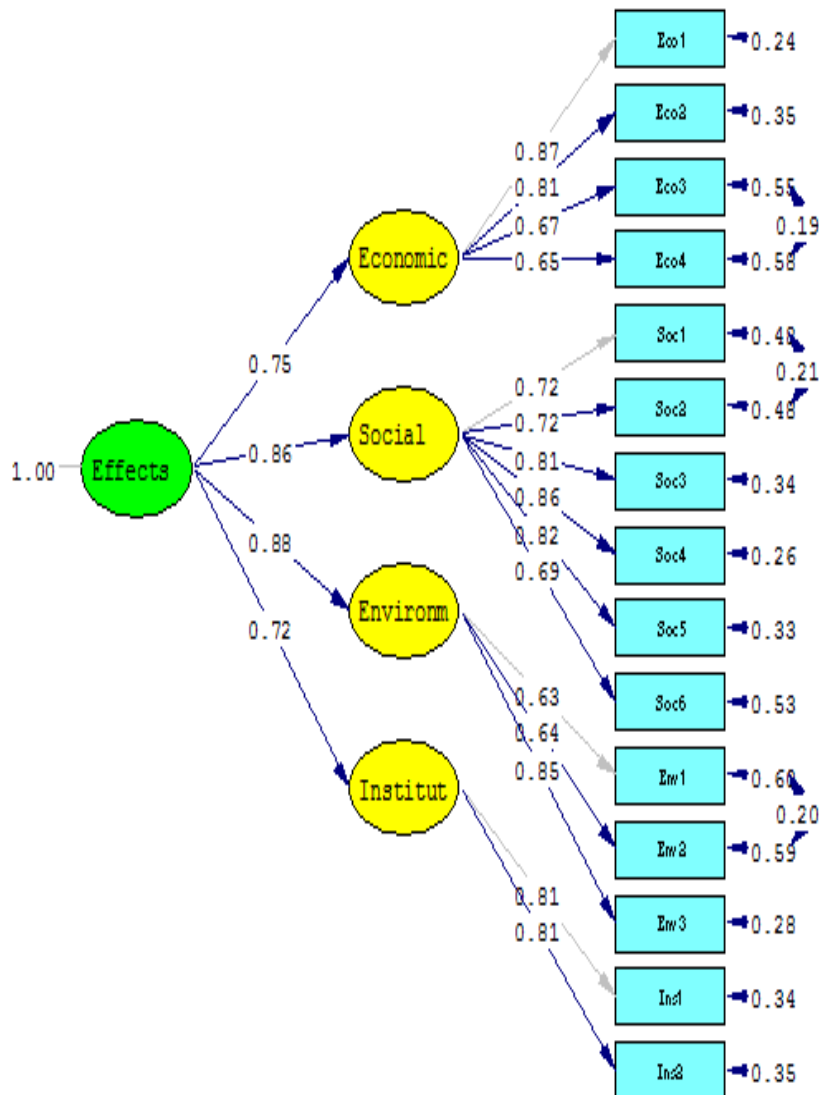 Eco1
0.24
Eco2
0.35
0.87
0.81
Eco3
0.55
0.67
0.19
Economic
0.65
Eco4
0.58
Soc1
0.48
0.75
0.21
0.72
Soc2
0.48
0.72
Social
0.86
0.81
1.00
Effects
Soc3
0.34
0.86
0.82
Soc4
0.26
0.88
0.69
Environm
Soc5
0.33
0.72
0.63
Soc6
0.53
0.64
0.85
Env1
0.60
Institut
0.20
Env2
0.59
0.81
Env3
0.28
0.81
Ins1
0.34
Ins2
0.35